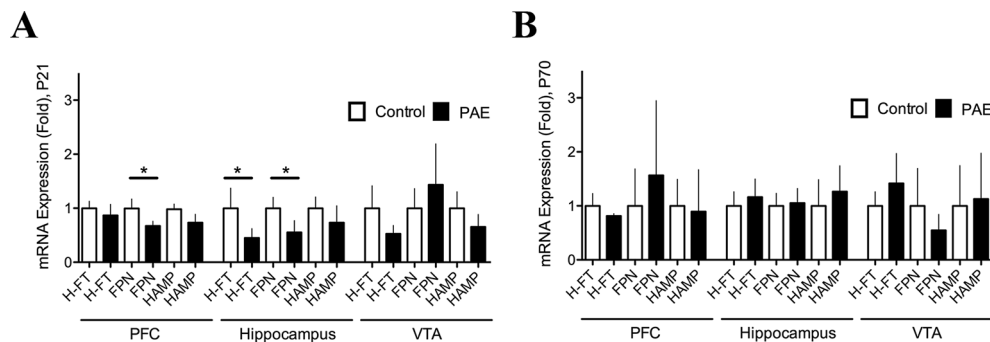 A
mRNA Expression (Fold), P21
3
2
1
0
Control PAE
* * *
H-FT H-FT FPN FPN HAMP HAMP H-FT H-FT FPN FPN HAMP HAMP H-FT H-FT FPN FPN HAMP HAMP
PFC Hippocampus VTA
B
mRNA Expression (Fold), P70
3
2
1
0
Control PAE
H-FT H-FT FPN FPN HAMP HAMP H-FT H-FT FPN FPN HAMP HAMP H-FT H-FT FPN FPN HAMP HAMP
PFC Hippocampus VTA